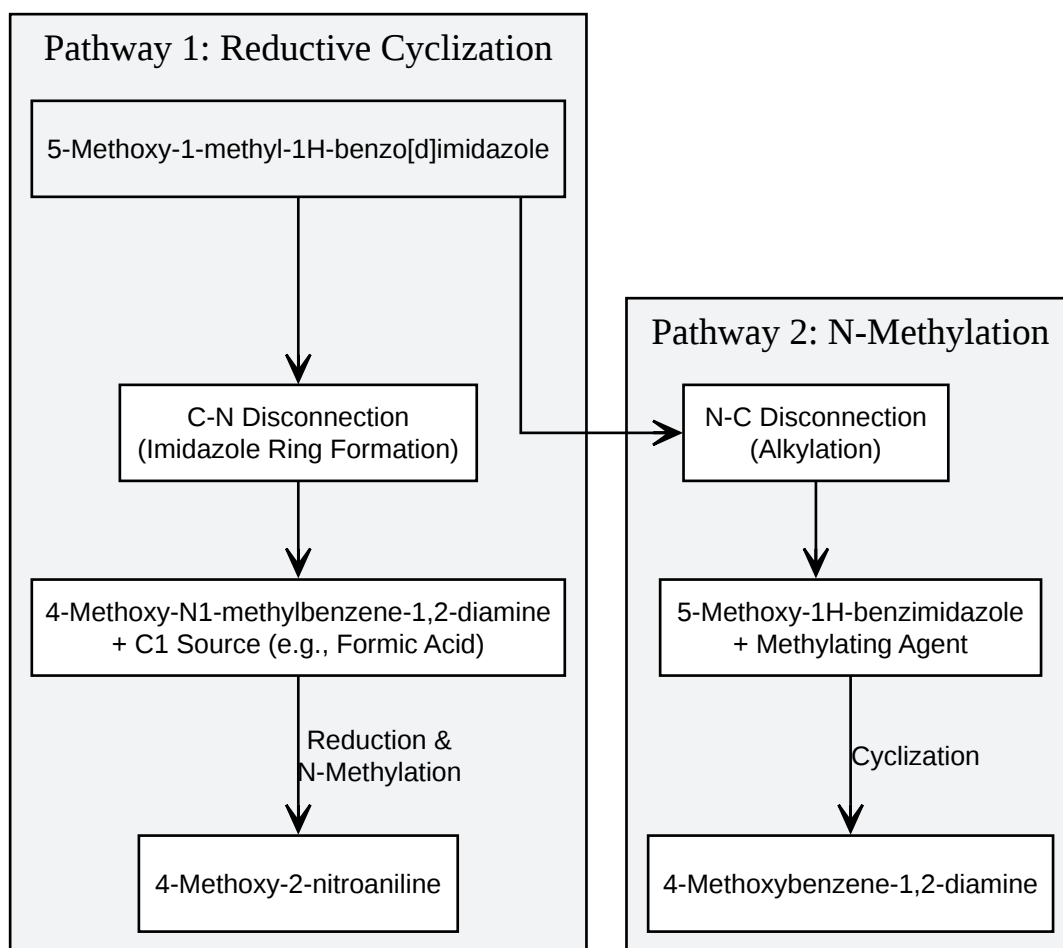 Pathway 1: Reductive Cyclization
5-Methoxy-1-methyl-1H-benzo[d]imidazole
C-N Disconnection
(Imidazole Ring Formation)
4-Methoxy-N1-methylbenzene-1,2-diamine
+ C1 Source (e.g., Formic Acid)
Reduction &
N-Methylation
4-Methoxy-2-nitroaniline
Pathway 2: N-Methylation
N-C Disconnection
(Alkylation)
5-Methoxy-1H-benzimidazole
+ Methylating Agent
Cyclization
4-Methoxybenzene-1,2-diamine